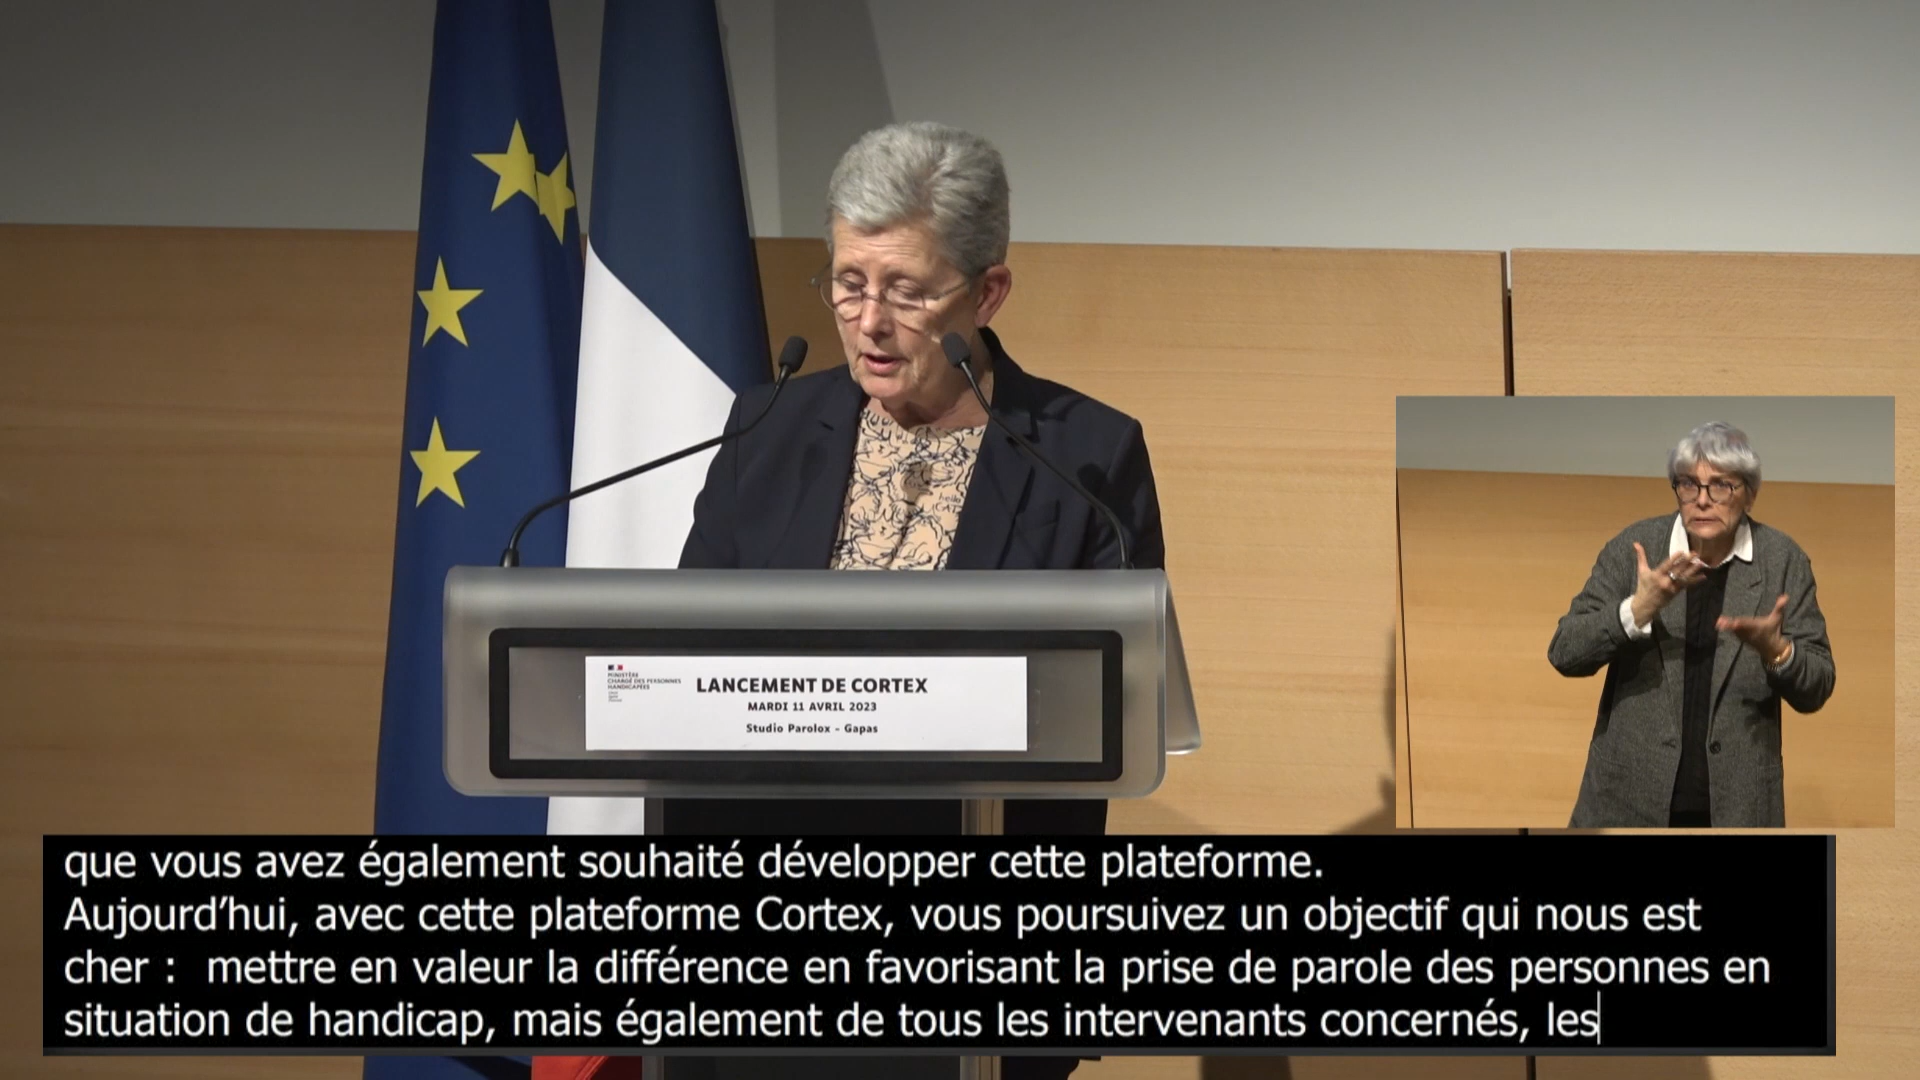 MINISTÈRE
CHARGÉ DES PERSONNES
HANDICAPÉES
LANCEMENT DE CORTEX
MARDI 11 AVRIL 2023
Studio Parolox - Gapas
que vous avez également souhaité développer cette plateforme.
Aujourd’hui, avec cette plateforme Cortex, vous poursuivez un objectif qui nous est
cher :  mettre en valeur la différence en favorisant la prise de parole des personnes en
situation de handicap, mais également de tous les intervenants concernés, les